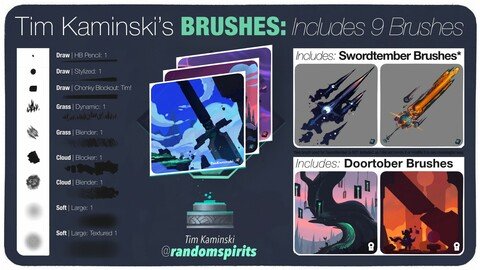 Tim Kaminski's BRUSHES: Includes 9 Brushes
Draw | HB Pencil: 1
Draw | Stylized: 1
Draw | Chonky Blockout: Tim!
Grass | Dynamic: 1
Grass | Blender: 1
Cloud | Blocker: 1
Cloud | Blender: 1
Soft | Large: 1
Soft | Large: Textured 1
Tim Kaminski
@randomspirits
Includes: Swordtember Brushes*
Includes: Doortober Brushes